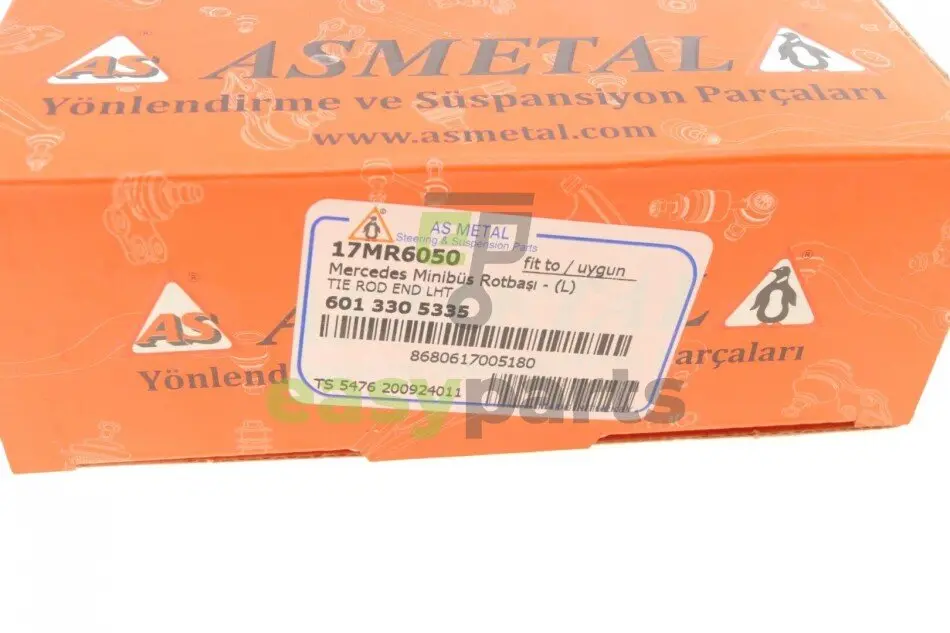 AS ® ASMETAL ®
Yönlendirme ve Süspansiyon Parçaları
www.asmetal.com
® AS METAL
Steering & Suspension Parts
17MR6050
fit to / uygun
Mercedes Minibüs Rotbaşı - (L)
TIE ROD END LHT
601 330 5335
8680617005180
TS 5476 200924011
AS ®
®
Yönlend
arçaları
easyparts